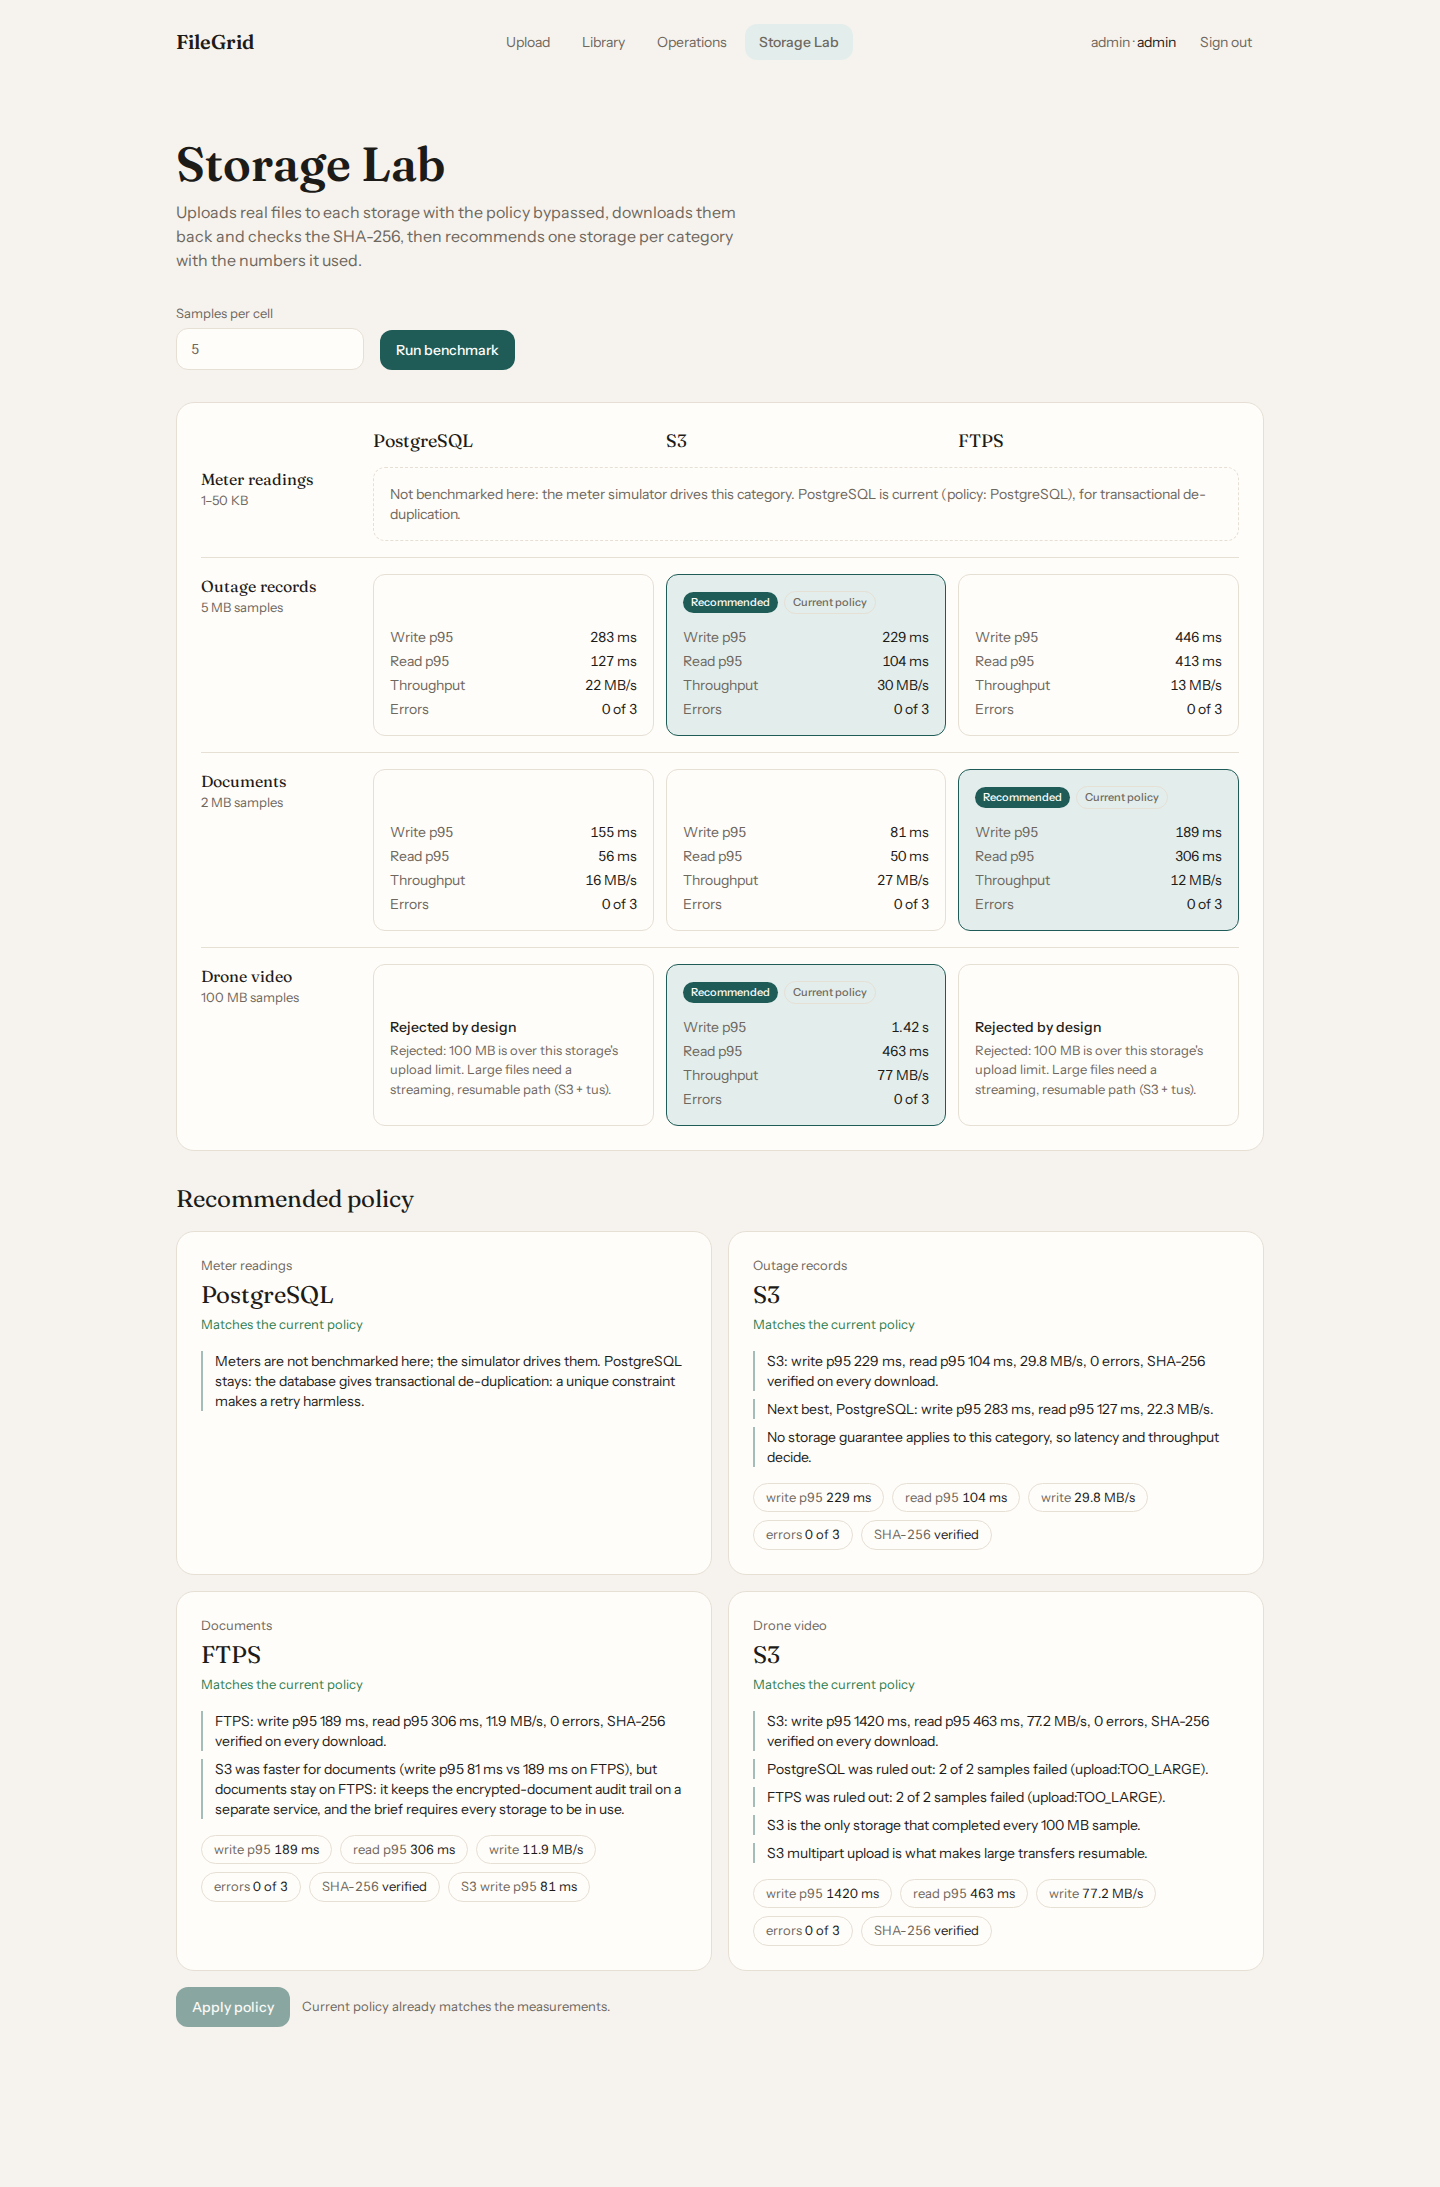 FileGrid
Upload
Library
Operations
Storage Lab
admin · admin
Sign out
Storage Lab
Uploads real files to each storage with the policy bypassed, downloads them
back and checks the SHA-256, then recommends one storage per category
with the numbers it used.
Samples per cell
5
Run benchmark
PostgreSQL
S3
FTPS
Meter readings
1–50 KB
Not benchmarked here: the meter simulator drives this category. PostgreSQL is current (policy: PostgreSQL), for transactional de-
duplication.
Outage records
5 MB samples
Write p95 283 ms
Read p95 127 ms
Throughput 22 MB/s
Errors 0 of 3
Recommended Current policy
Write p95 229 ms
Read p95 104 ms
Throughput 30 MB/s
Errors 0 of 3
Write p95 446 ms
Read p95 413 ms
Throughput 13 MB/s
Errors 0 of 3
Documents
2 MB samples
Write p95 155 ms
Read p95 56 ms
Throughput 16 MB/s
Errors 0 of 3
Write p95 81 ms
Read p95 50 ms
Throughput 27 MB/s
Errors 0 of 3
Recommended Current policy
Write p95 189 ms
Read p95 306 ms
Throughput 12 MB/s
Errors 0 of 3
Drone video
100 MB samples
Rejected by design
Rejected: 100 MB is over this storage's
upload limit. Large files need a
streaming, resumable path (S3 + tus).
Recommended Current policy
Write p95 1.42 s
Read p95 463 ms
Throughput 77 MB/s
Errors 0 of 3
Rejected by design
Rejected: 100 MB is over this storage's
upload limit. Large files need a
streaming, resumable path (S3 + tus).
Recommended policy
Meter readings
PostgreSQL
Matches the current policy
Meters are not benchmarked here; the simulator drives them. PostgreSQL
stays: the database gives transactional de-duplication: a unique constraint
makes a retry harmless.
Outage records
S3
Matches the current policy
S3: write p95 229 ms, read p95 104 ms, 29.8 MB/s, 0 errors, SHA-256
verified on every download.
Next best, PostgreSQL: write p95 283 ms, read p95 127 ms, 22.3 MB/s.
No storage guarantee applies to this category, so latency and throughput
decide.
write p95 229 ms
read p95 104 ms
write 29.8 MB/s
errors 0 of 3
SHA-256 verified
Documents
FTPS
Matches the current policy
FTPS: write p95 189 ms, read p95 306 ms, 11.9 MB/s, 0 errors, SHA-256
verified on every download.
S3 was faster for documents (write p95 81 ms vs 189 ms on FTPS), but
documents stay on FTPS: it keeps the encrypted-document audit trail on a
separate service, and the brief requires every storage to be in use.
write p95 189 ms
read p95 306 ms
write 11.9 MB/s
errors 0 of 3
SHA-256 verified
S3 write p95 81 ms
Drone video
S3
Matches the current policy
S3: write p95 1420 ms, read p95 463 ms, 77.2 MB/s, 0 errors, SHA-256
verified on every download.
PostgreSQL was ruled out: 2 of 2 samples failed (upload:TOO_LARGE).
FTPS was ruled out: 2 of 2 samples failed (upload:TOO_LARGE).
S3 is the only storage that completed every 100 MB sample.
S3 multipart upload is what makes large transfers resumable.
write p95 1420 ms
read p95 463 ms
write 77.2 MB/s
errors 0 of 3
SHA-256 verified
Apply policy
Current policy already matches the measurements.